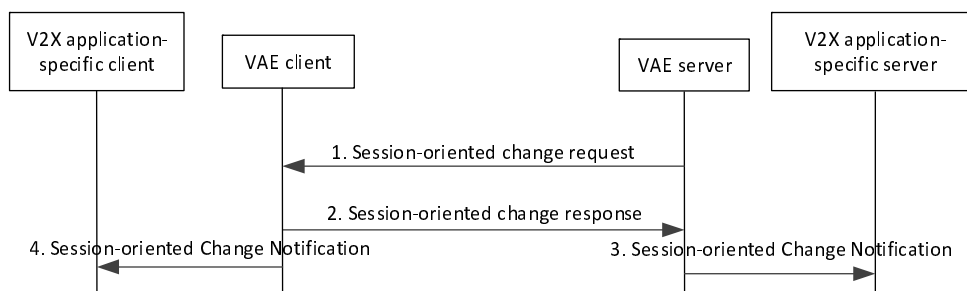 V2X application-
specific client
VAE client
VAE server
V2X application-
specific server
1. Session-oriented change request
2. Session-oriented change response
4. Session-oriented Change Notification
3. Session-oriented Change Notification